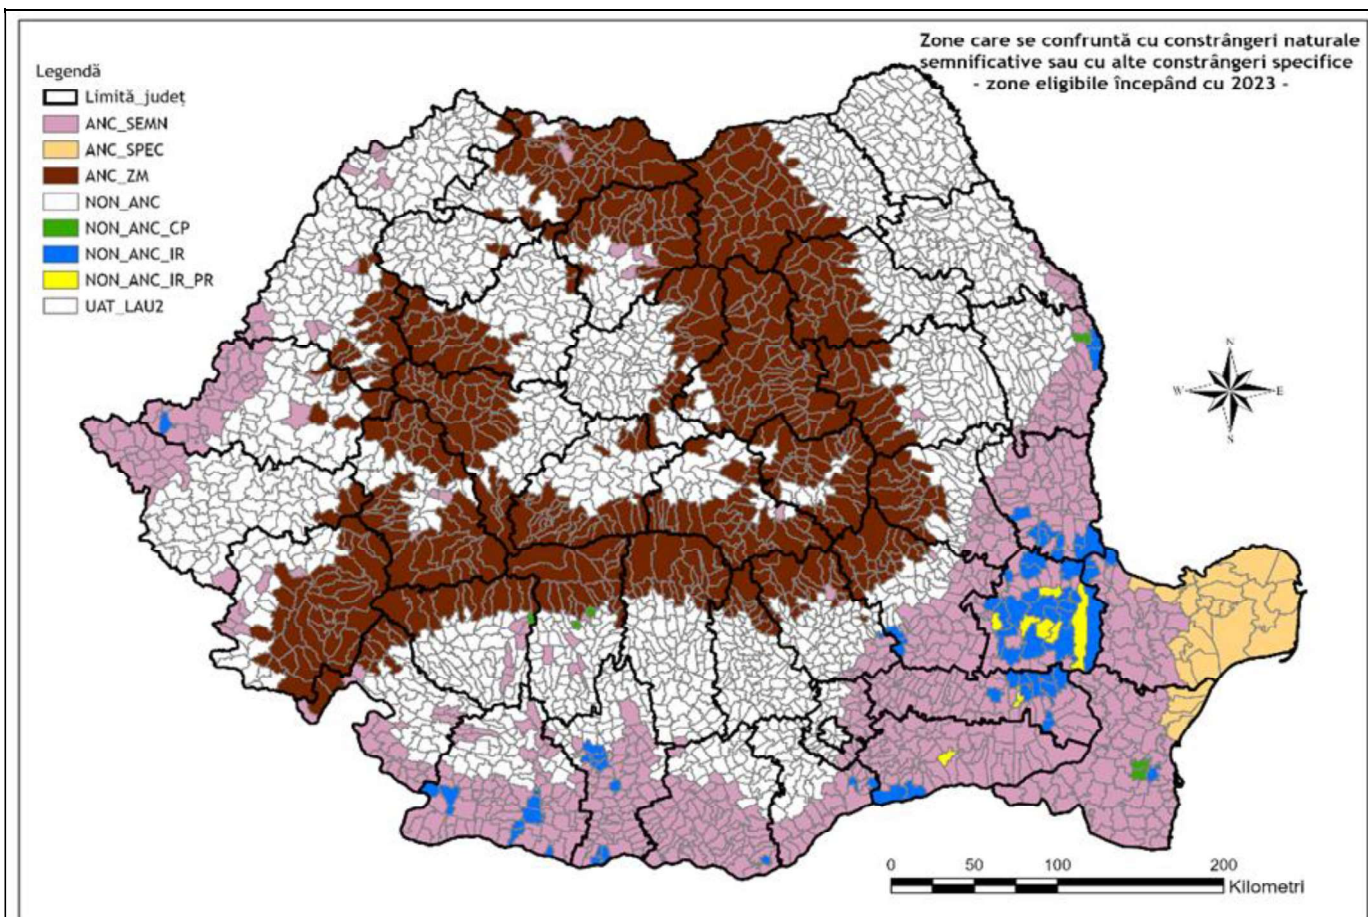 Zone care se confruntă cu constrângeri naturale
semnificative sau cu alte constrângeri specifice
- zone eligibile începând cu 2023 -
Legendă
Limită_județ
ANC_SEMN
ANC_SPEC
ANC_ZM
NON_ANC
NON_ANC_CP
NON_ANC_IR
NON_ANC_IR_PR
UAT_LAU2
N
W E
S
0 50 100 200
Kilometri